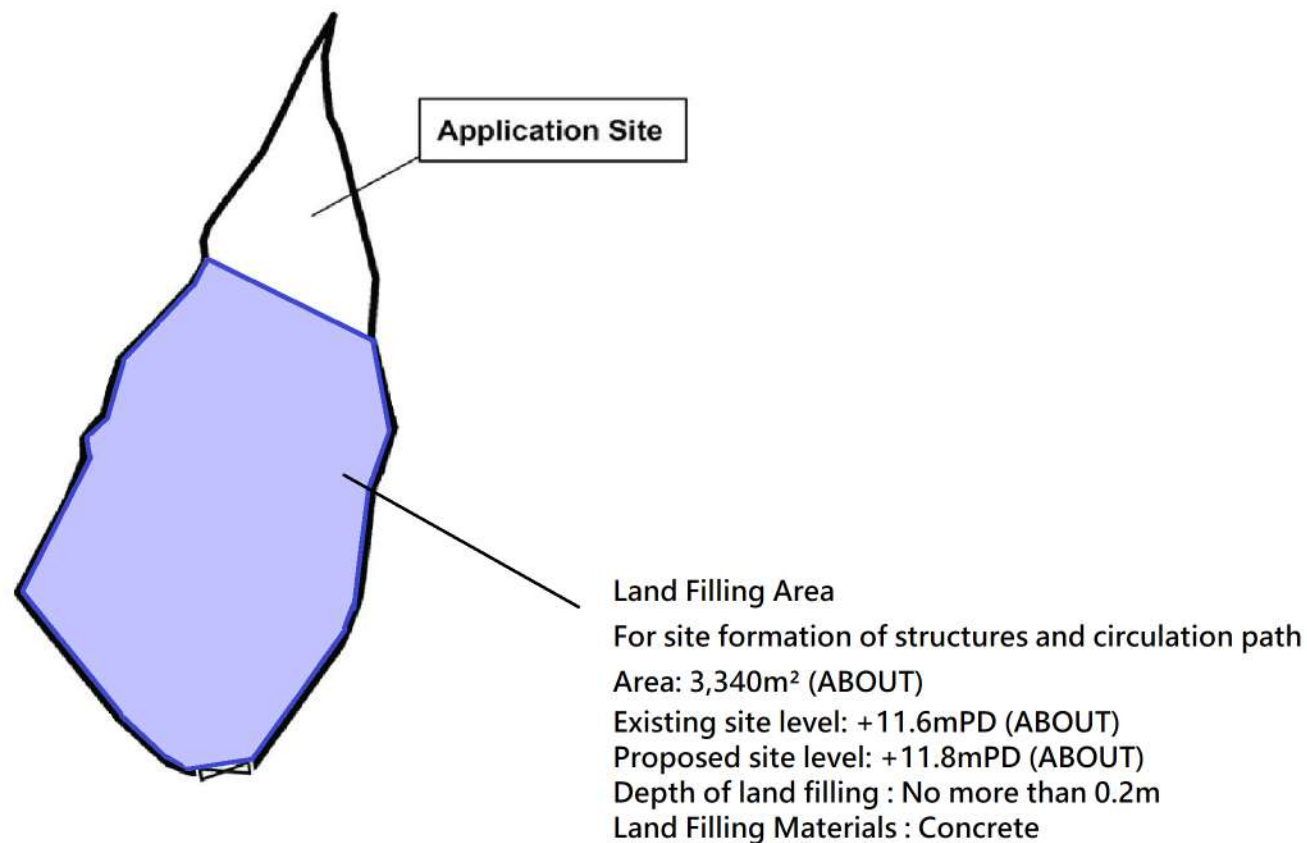 Application Site
Land Filling Area
For site formation of structures and circulation path
Area: 3,340m² (ABOUT)
Existing site level: +11.6mPD (ABOUT)
Proposed site level: +11.8mPD (ABOUT)
Depth of land filling : No more than 0.2m
Land Filling Materials : Concrete